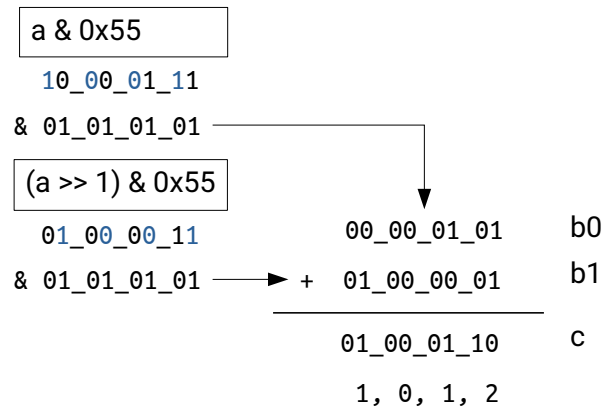 a & 0x55
10_00_01_11
& 01_01_01_01
(a >> 1) & 0x55
01_00_00_11
& 01_01_01_01
00_00_01_01 b0
+ 01_00_00_01 b1
01_00_01_10 c
1, 0, 1, 2